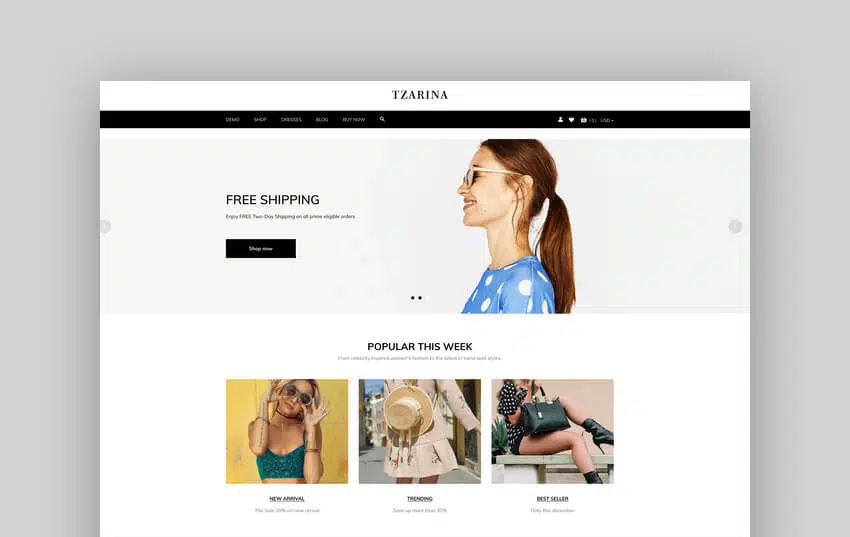 TZARINA
DEMO SHOP DRESSES BLOG BUY NOW
( 0 ) USD
FREE SHIPPING
Enjoy FREE Two-Day Shipping on all prime eligible orders
Shop now
POPULAR THIS WEEK
From celebrity inspired women's fashion to the latest in trend lead styles
NEW ARRIVAL TRENDING BEST SELLER
The Sale 20% on new arrival Save up more than 30% Only this december